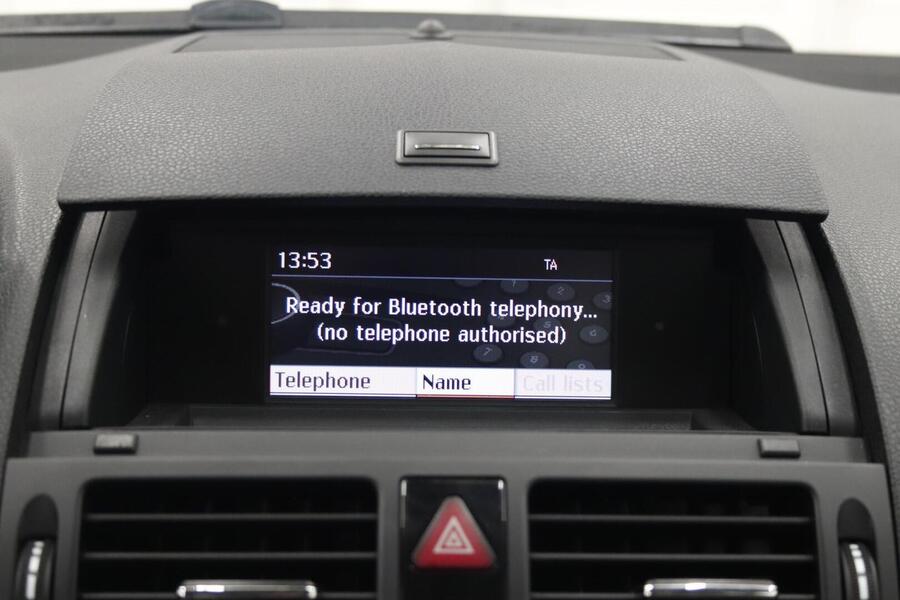 13:53 TA
Ready for Bluetooth telephony...
(no telephone authorised)
Telephone Name Call lists